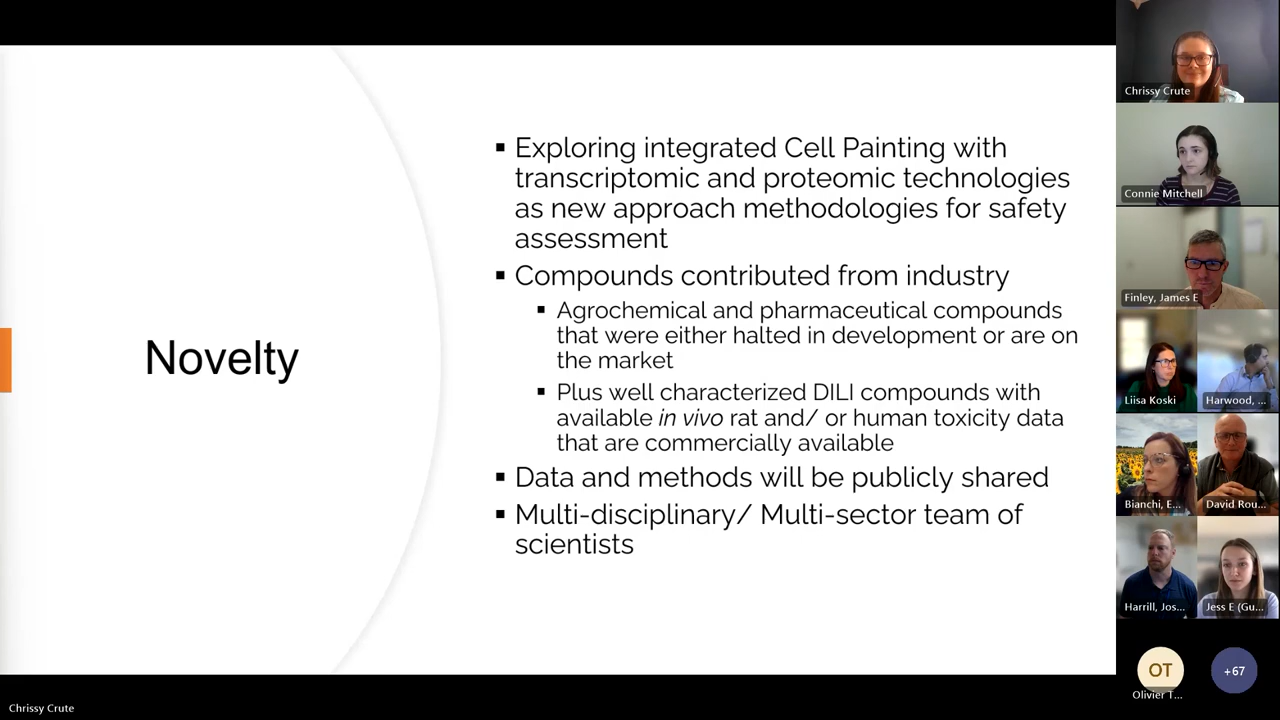 Novelty
▪ Exploring integrated Cell Painting with
transcriptomic and proteomic technologies
as new approach methodologies for safety
assessment
▪ Compounds contributed from industry
▪ Agrochemical and pharmaceutical compounds
that were either halted in development or are on
the market
▪ Plus well characterized DILI compounds with
available in vivo rat and/ or human toxicity data
that are commercially available
▪ Data and methods will be publicly shared
▪ Multi-disciplinary/ Multi-sector team of
scientists
Chrissy Crute
Connie Mitchell
Finley, James E
Liisa Koski
Harwood, ...
Bianchi, E...
David Rou...
Harrill, Jos...
Jess E (Gu...
OT
Olivier T...
+67
Chrissy Crute